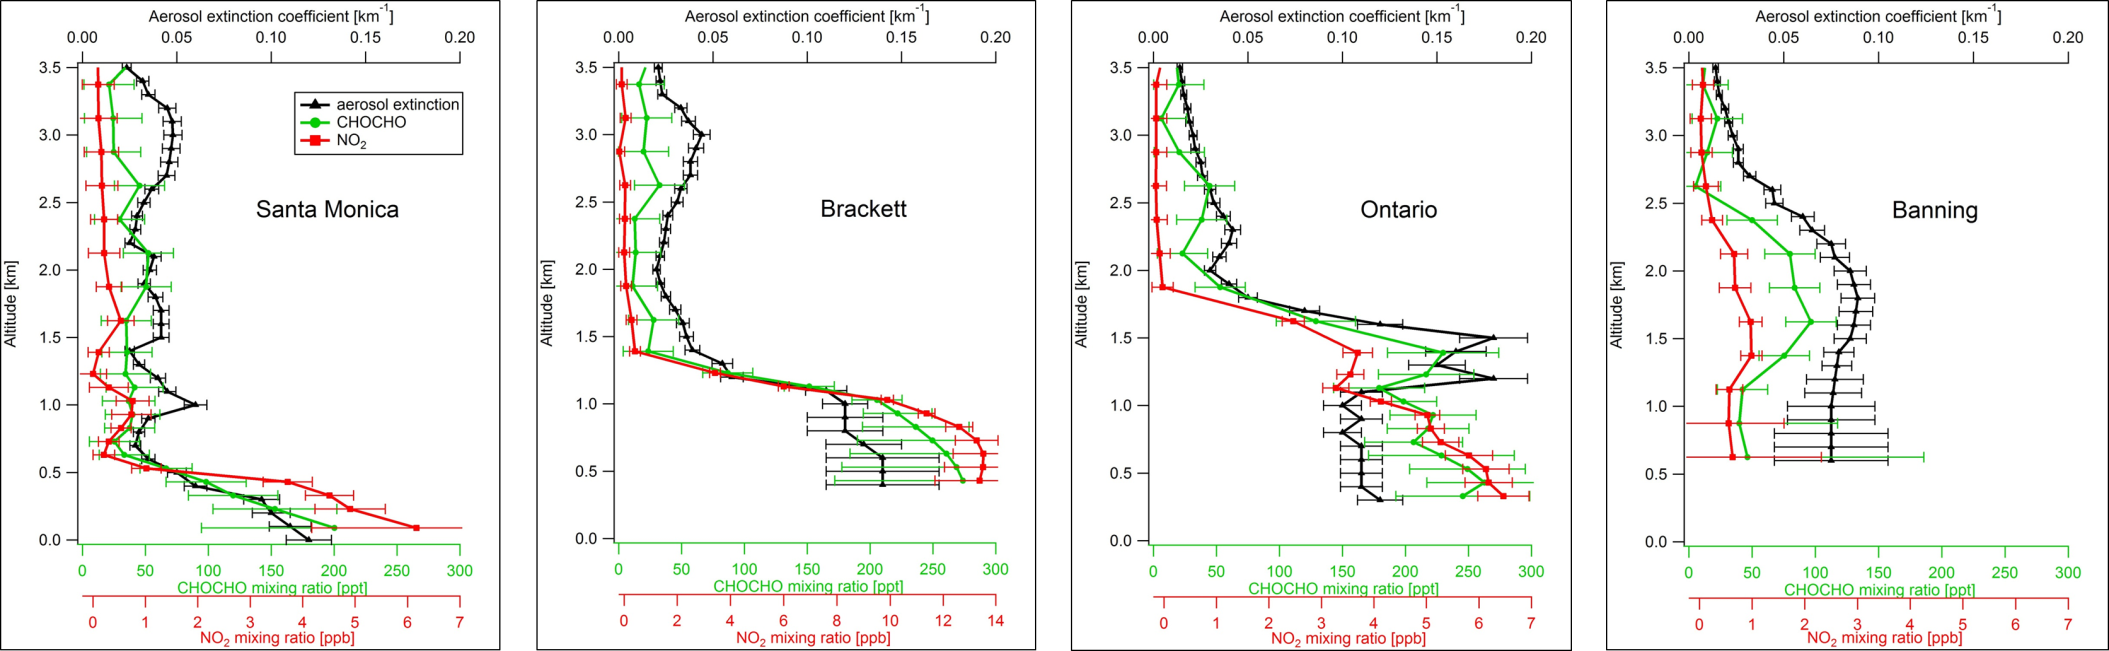 Aerosol extinction coefficient [km-1]
0.00 0.05 0.10 0.15 0.20
3.5
3.0
2.5
2.0
1.5
1.0
0.5
0.0
Altitude [km]
aerosol extinction
CHOCHO
NO2
Santa Monica
0 50 100 150 200 250 300
CHOCHO mixing ratio [ppt]
0 1 2 3 4 5 6 7
NO2 mixing ratio [ppb]
Aerosol extinction coefficient [km-1]
0.00 0.05 0.10 0.15 0.20
3.5
3.0
2.5
2.0
1.5
1.0
0.5
0.0
Altitude [km]
Brackett
0 50 100 150 200 250 300
CHOCHO mixing ratio [ppt]
0 2 4 6 8 10 12 14
NO2 mixing ratio [ppb]
Aerosol extinction coefficient [km-1]
0.00 0.05 0.10 0.15 0.20
3.5
3.0
2.5
2.0
1.5
1.0
0.5
0.0
Altitude [km]
Ontario
0 50 100 150 200 250 300
CHOCHO mixing ratio [ppt]
0 1 2 3 4 5 6 7
NO2 mixing ratio [ppb]
Aerosol extinction coefficient [km-1]
0.00 0.05 0.10 0.15 0.20
3.5
3.0
2.5
2.0
1.5
1.0
0.5
0.0
Altitude [km]
Banning
0 50 100 150 200 250 300
CHOCHO mixing ratio [ppt]
0 1 2 3 4 5 6 7
NO2 mixing ratio [ppb]